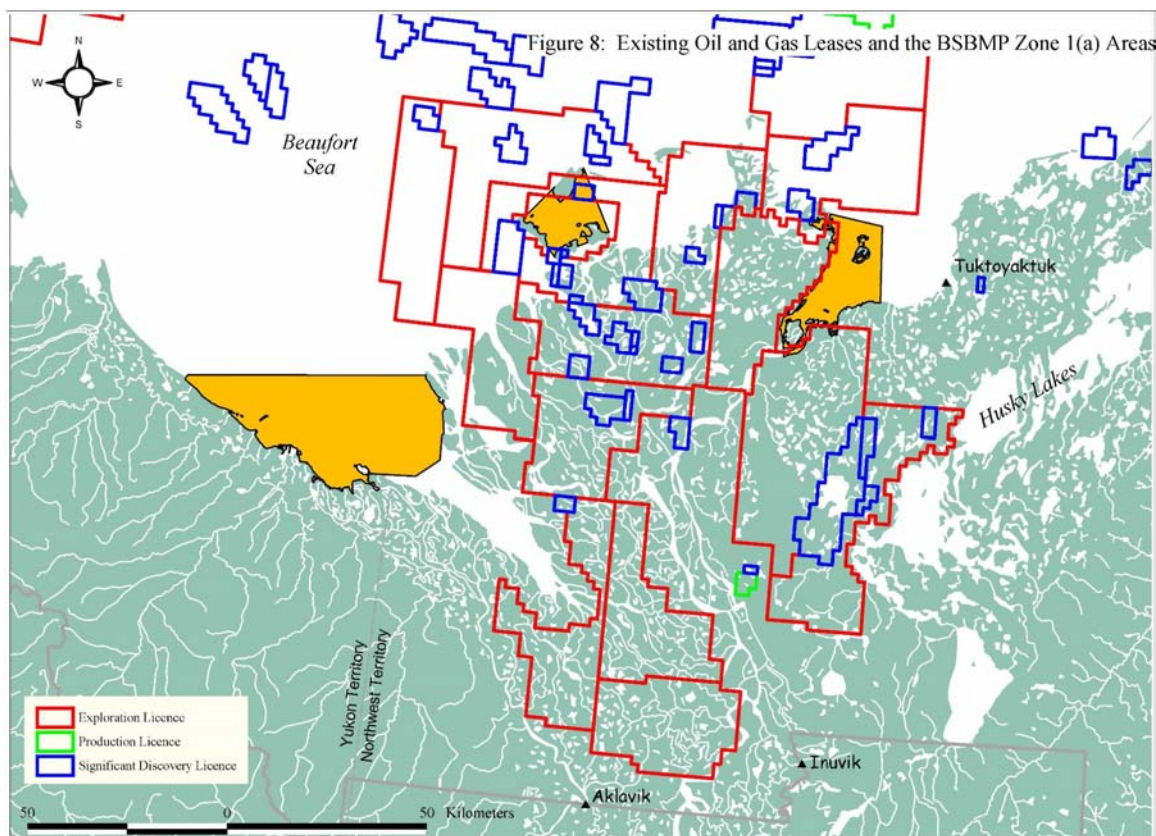 Figure 8: Existing Oil and Gas Leases and the BSBMP Zone 1(a) Areas
N
W E
S
Beaufort
Sea
Tuktoyaktuk
Husky Lakes
Yukon Territory
Northwest Territory
Exploration Licence
Production Licence
Significant Discovery Licence
Inuvik
Aklavik
50 0 50 Kilometers